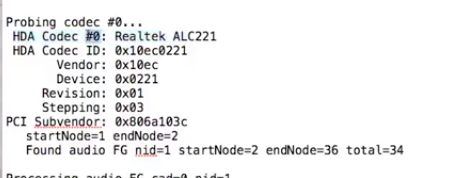 Probing codec #0...
HDA Codec #0: Realtek ALC221
HDA Codec ID: 0x10ec0221
Vendor: 0x10ec
Device: 0x0221
Revision: 0x01
Stepping: 0x03
PCI Subvendor: 0x806a103c
startNode=1 endNode=2
Found audio FG nid=1 startNode=2 endNode=36 total=34
Processing audio FG cad=0 nid=1